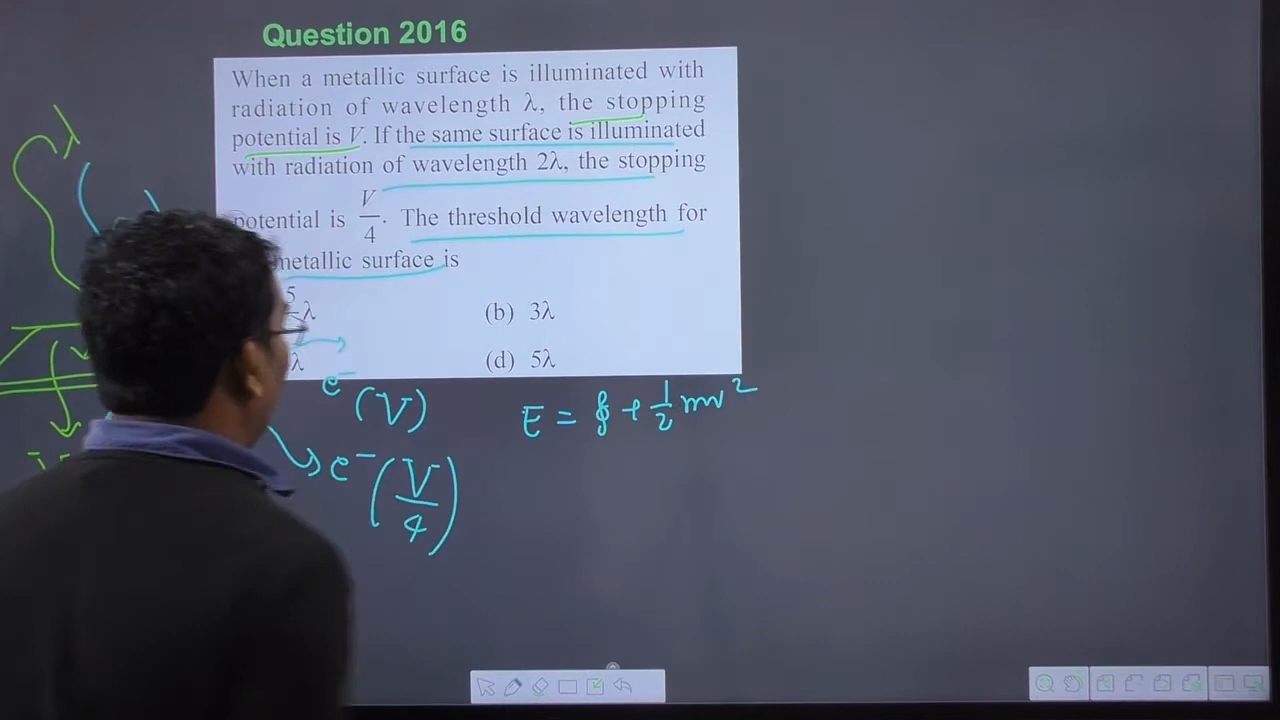 Question 2016
When a metallic surface is illuminated with
radiation of wavelength λ, the stopping
potential is V. If the same surface is illuminated
with radiation of wavelength 2λ, the stopping
potential is V/4. The threshold wavelength for
metallic surface is
5 λ (b) 3λ
λ (d) 5λ
λ
e⁻ (V)
E = ϕ + 1/2 mv²
e⁻ (V/4)